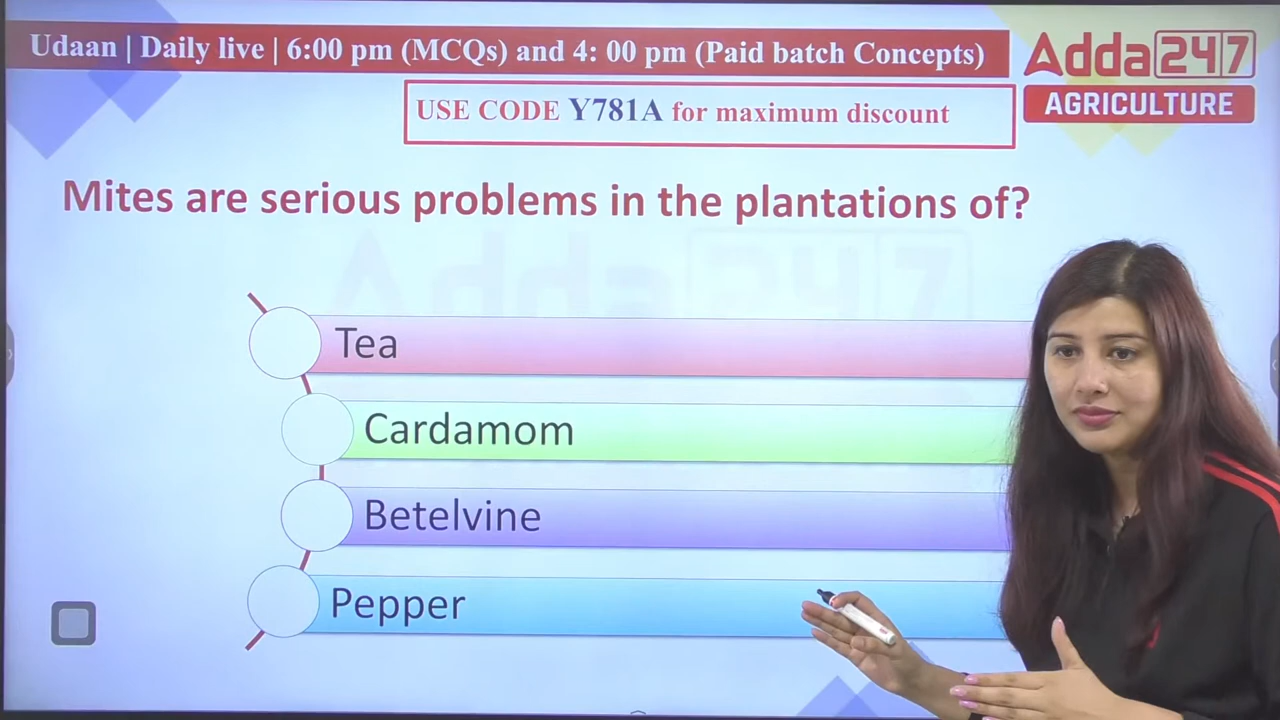 Udaan | Daily live | 6:00 pm (MCQs) and 4: 00 pm (Paid batch Concepts)
Adda247
AGRICULTURE
USE CODE Y781A for maximum discount
Mites are serious problems in the plantations of?
Adda247
Tea
Cardamom
Betelvine
Pepper